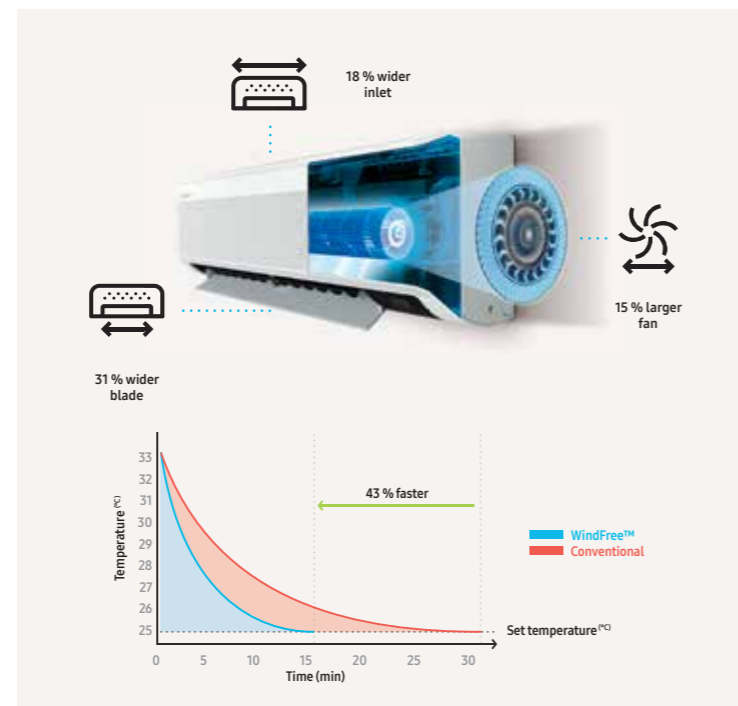 18 % wider
inlet
15 % larger
fan
31 % wider
blade
33
32
31
30
29
28
27
26
25
Temperature (°C)
43 % faster
WindFree™
Conventional
Set temperature (°C)
0 5 10 15 20 25 30
Time (min)